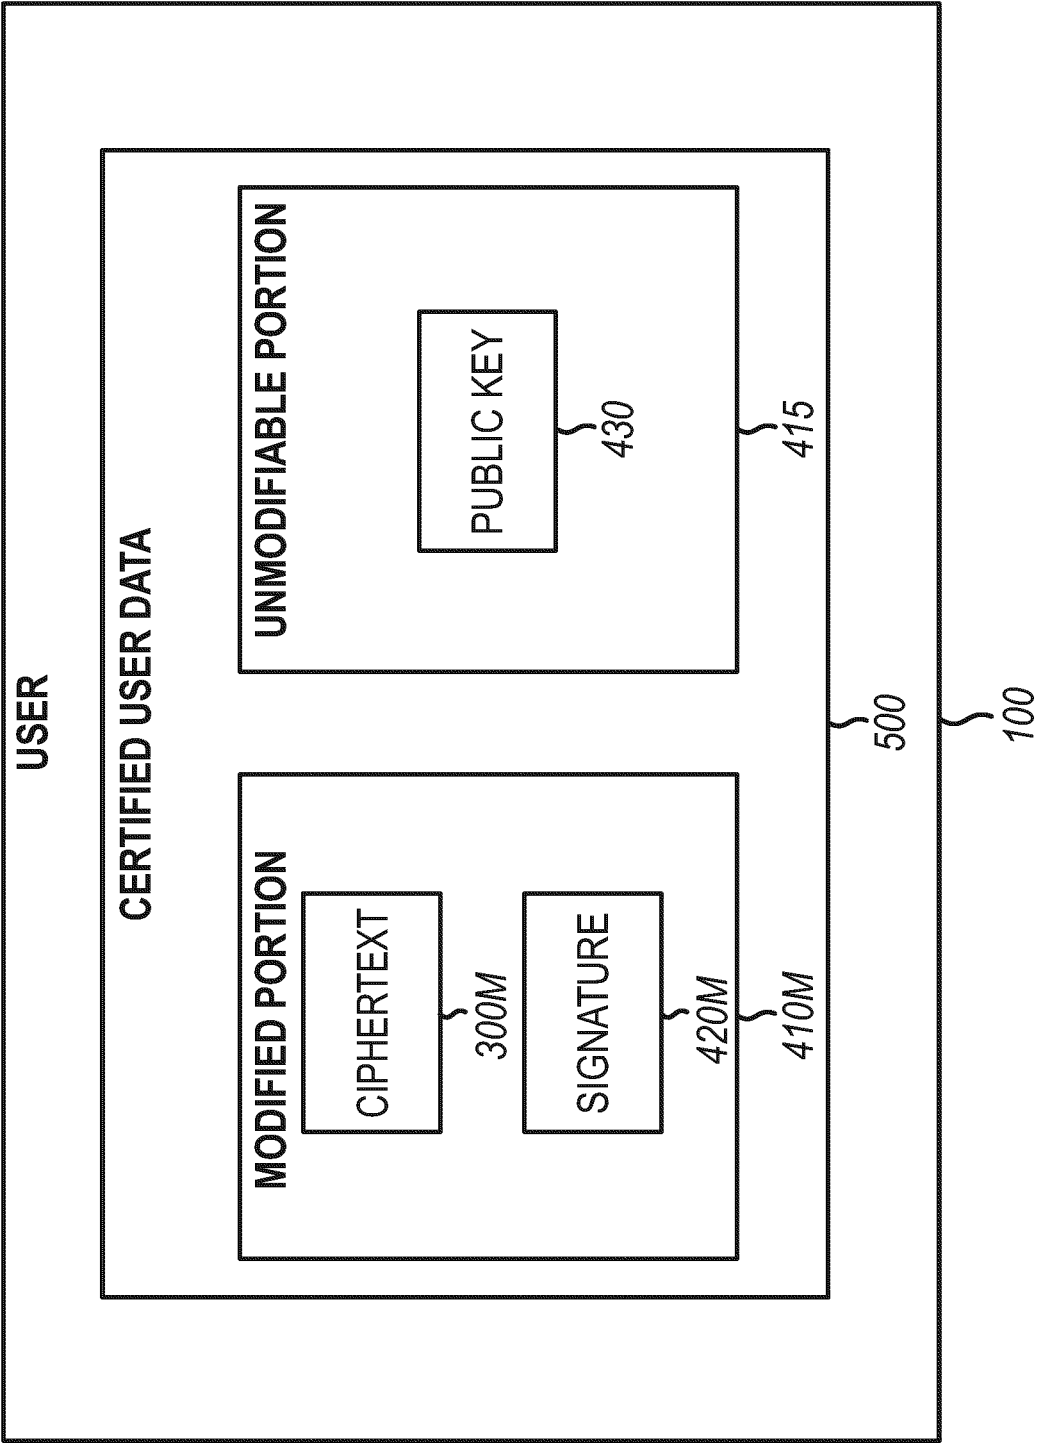 USER
CERTIFIED USER DATA
MODIFIED PORTION
CIPHERTEXT
300M
SIGNATURE
420M
410M
UNMODIFIABLE PORTION
PUBLIC KEY
430
415
500
100